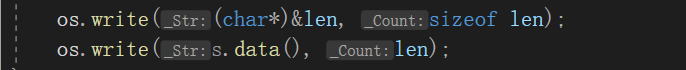 os.write(_Str:(char*)&len, _Count:sizeof len);
os.write(_Str:s.data(), _Count:len);